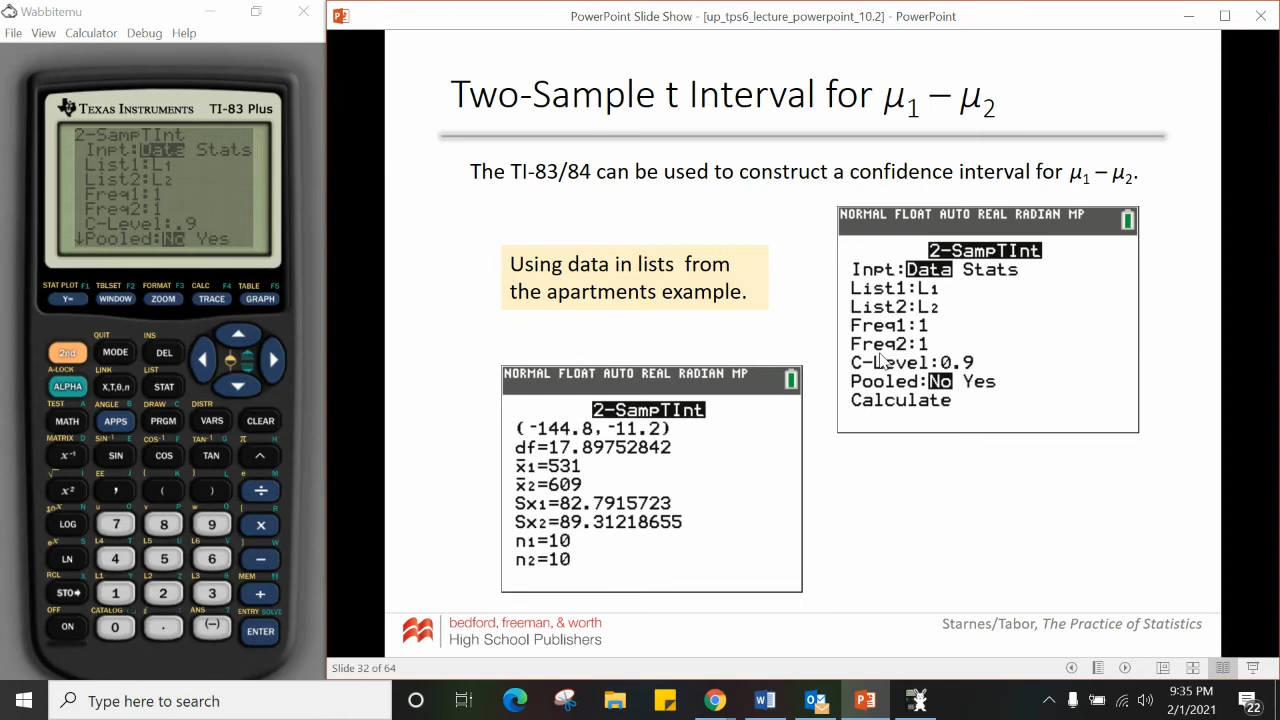 Wabbitemu
File View Calculator Debug Help
TEXAS INSTRUMENTS TI-83 Plus
2-SampTInt
Inpt:Data Stats
List1:L1
List2:L2
Freq1:1
Freq2:1
C-Level:.9
↓Pooled:No Yes
STAT PLOT F1 TBLSET F2 FORMAT F3 CALC F4 TABLE F5
Y= WINDOW ZOOM TRACE GRAPH
QUIT INS
2nd MODE DEL
A-LOCK LINK LIST
ALPHA X,T,θ,n STAT
TEST A ANGLE B DRAW C DISTR
MATH APPS PRGM VARS CLEAR
MATRIX D SIN⁻¹ E COS⁻¹ F TAN⁻¹ G π H
x⁻¹ SIN COS TAN ^
√ I EE J { K } L e M
x² , ( ) ÷
10ˣ N u O v P w Q [ R
LOG 7 8 9 ×
eˣ S L4 T L5 U L6 V ] W
LN 4 5 6 −
RCL X L1 Y L2 Z L3 θ MEM "
STO➔ 1 2 3 +
OFF CATALOG i : ANS ? ENTRY SOLVE
ON 0 . (−) ENTER
PowerPoint Slide Show - [up_tps6_lecture_powerpoint_10.2] - PowerPoint
Two-Sample t Interval for μ1 – μ2
The TI-83/84 can be used to construct a confidence interval for μ1 – μ2.
Using data in lists from
the apartments example.
NORMAL FLOAT AUTO REAL RADIAN MP
2-SampTInt
Inpt:Data Stats
List1:L1
List2:L2
Freq1:1
Freq2:1
C-Level:0.9
Pooled:No Yes
Calculate
NORMAL FLOAT AUTO REAL RADIAN MP
2-SampTInt
(-144.8,-11.2)
df=17.89752842
x̄1=531
x̄2=609
Sx1=82.7915723
Sx2=89.31218655
n1=10
n2=10
bedford, freeman, & worth
High School Publishers
Starnes/Tabor, The Practice of Statistics
Slide 32 of 64
Type here to search
9:35 PM
2/1/2021
22